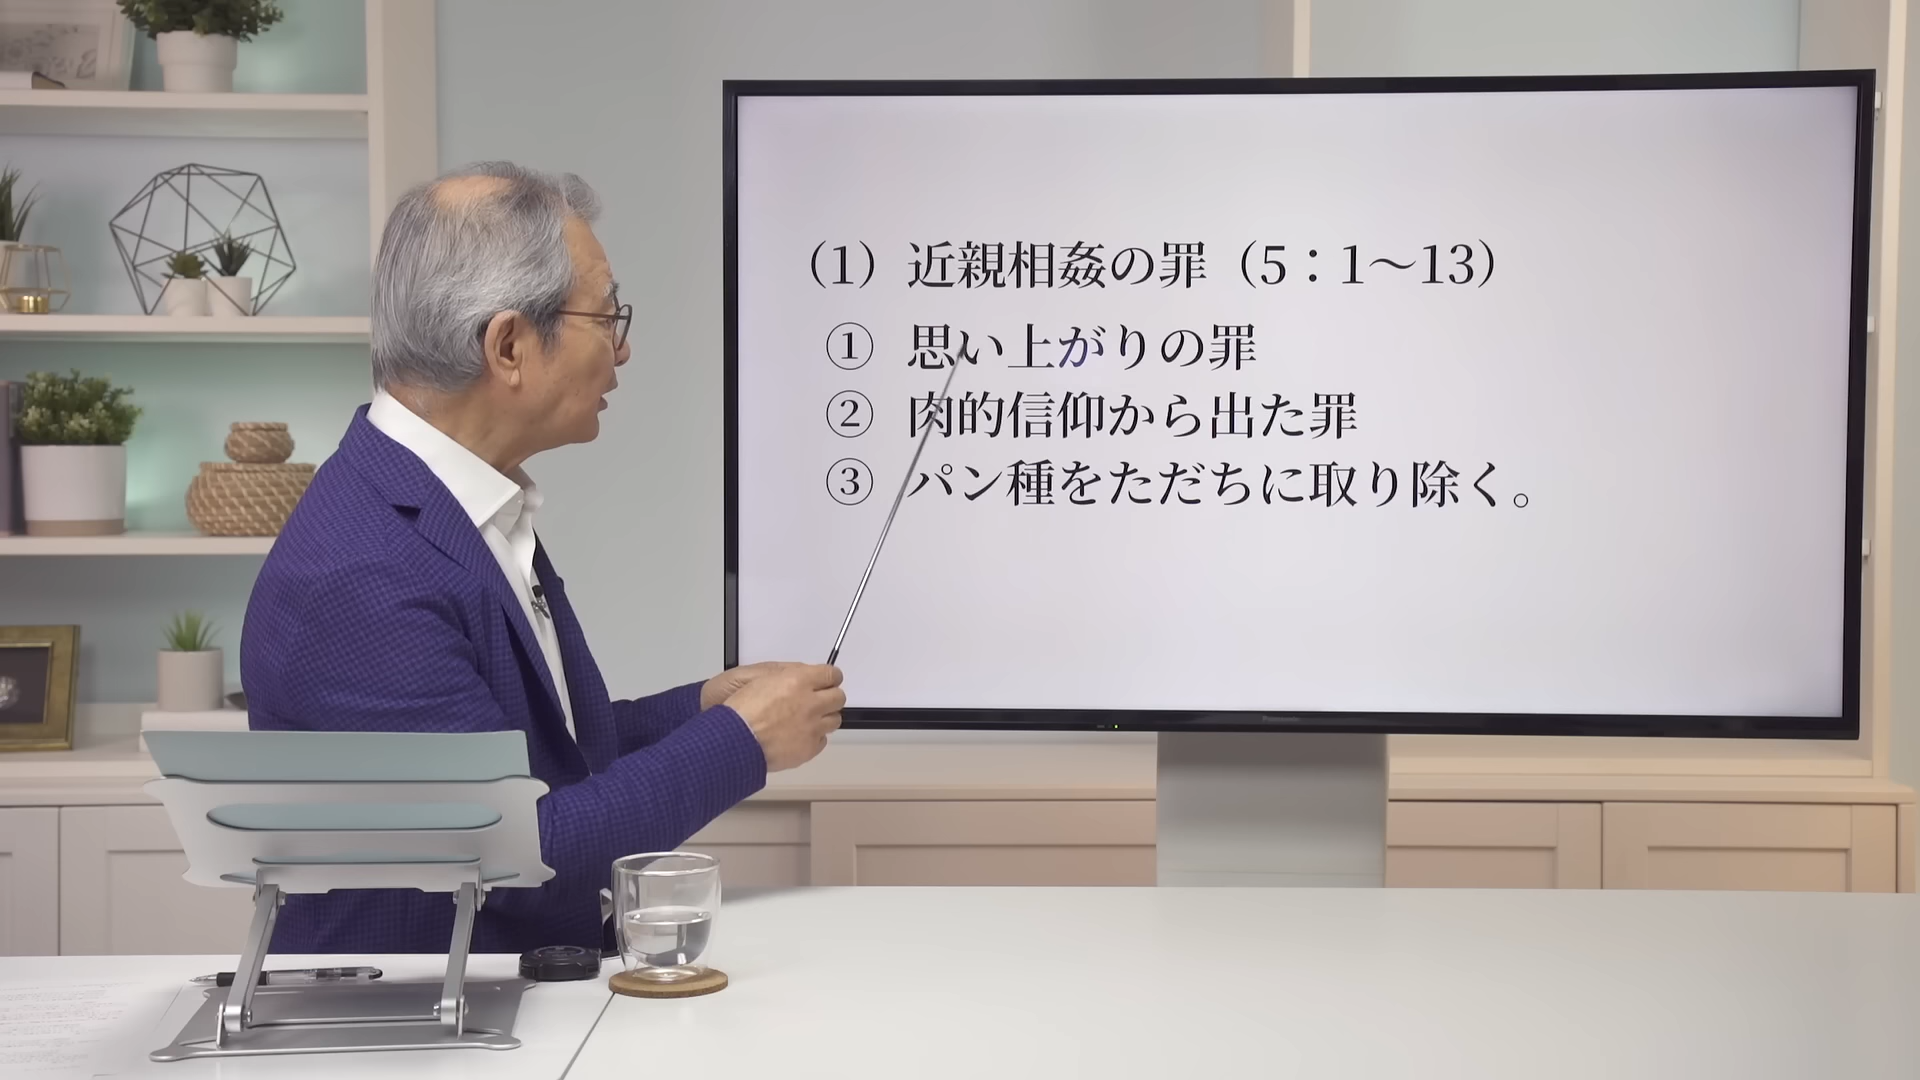 (1) 近親相姦の罪(5:1〜13)
① 思い上がりの罪
② 肉的信仰から出た罪
③ パン種をただちに取り除く。